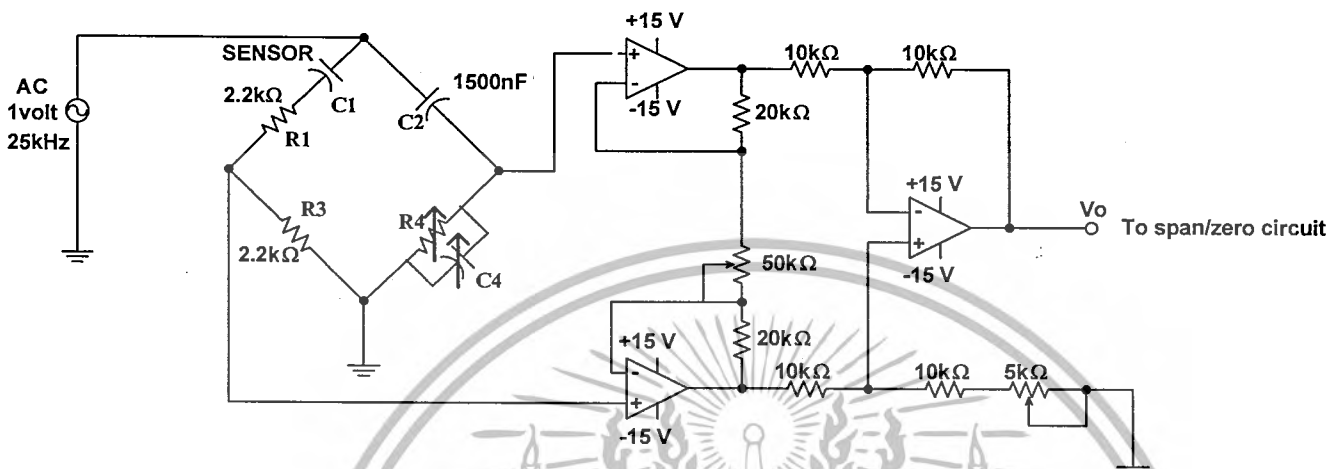 AC
1volt
25kHz
SENSOR
C1
2.2kΩ
R1
1500nF
C2
R3
2.2kΩ
R4
C4
+15 V
+
-
-15 V
20kΩ
10kΩ
10kΩ
50kΩ
20kΩ
+15 V
-
+
-15 V
10kΩ
10kΩ
5kΩ
+15 V
-
+
-15 V
Vo
To span/zero circuit